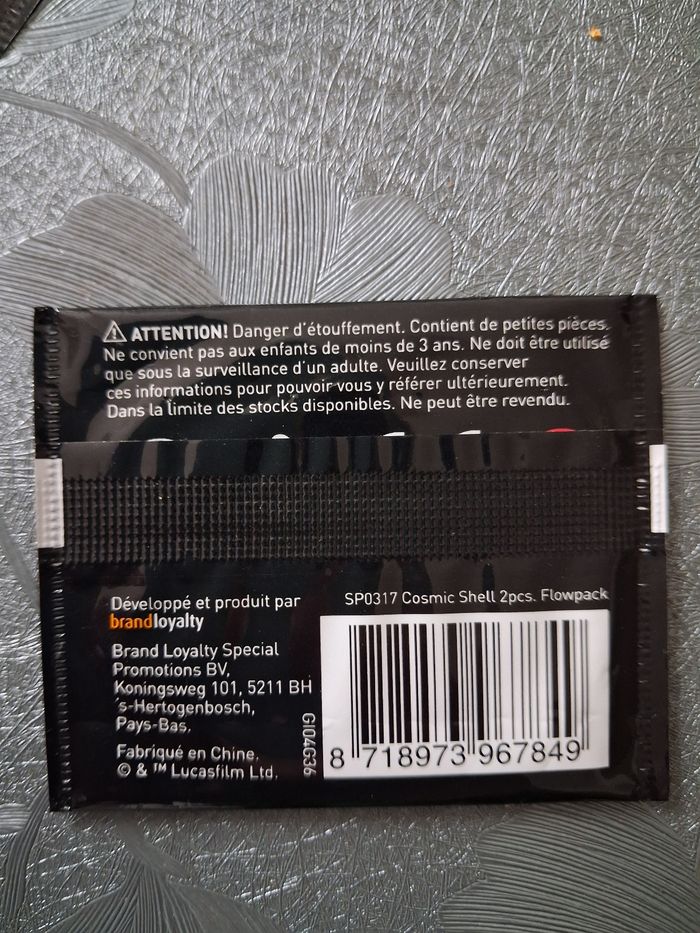 ⚠ ATTENTION! Danger d'étouffement. Contient de petites pièces.
Ne convient pas aux enfants de moins de 3 ans. Ne doit être utilisé
que sous la surveillance d'un adulte. Veuillez conserver
ces informations pour pouvoir vous y référer ultérieurement.
Dans la limite des stocks disponibles. Ne peut être revendu.
Développé et produit par
brandloyalty
Brand Loyalty Special
Promotions BV,
Koningsweg 101, 5211 BH
's-Hertogenbosch,
Pays-Bas.
Fabriqué en Chine.
© & ™ Lucasfilm Ltd.
GI04G36
SP0317 Cosmic Shell 2pcs. Flowpack
8 718973 967849